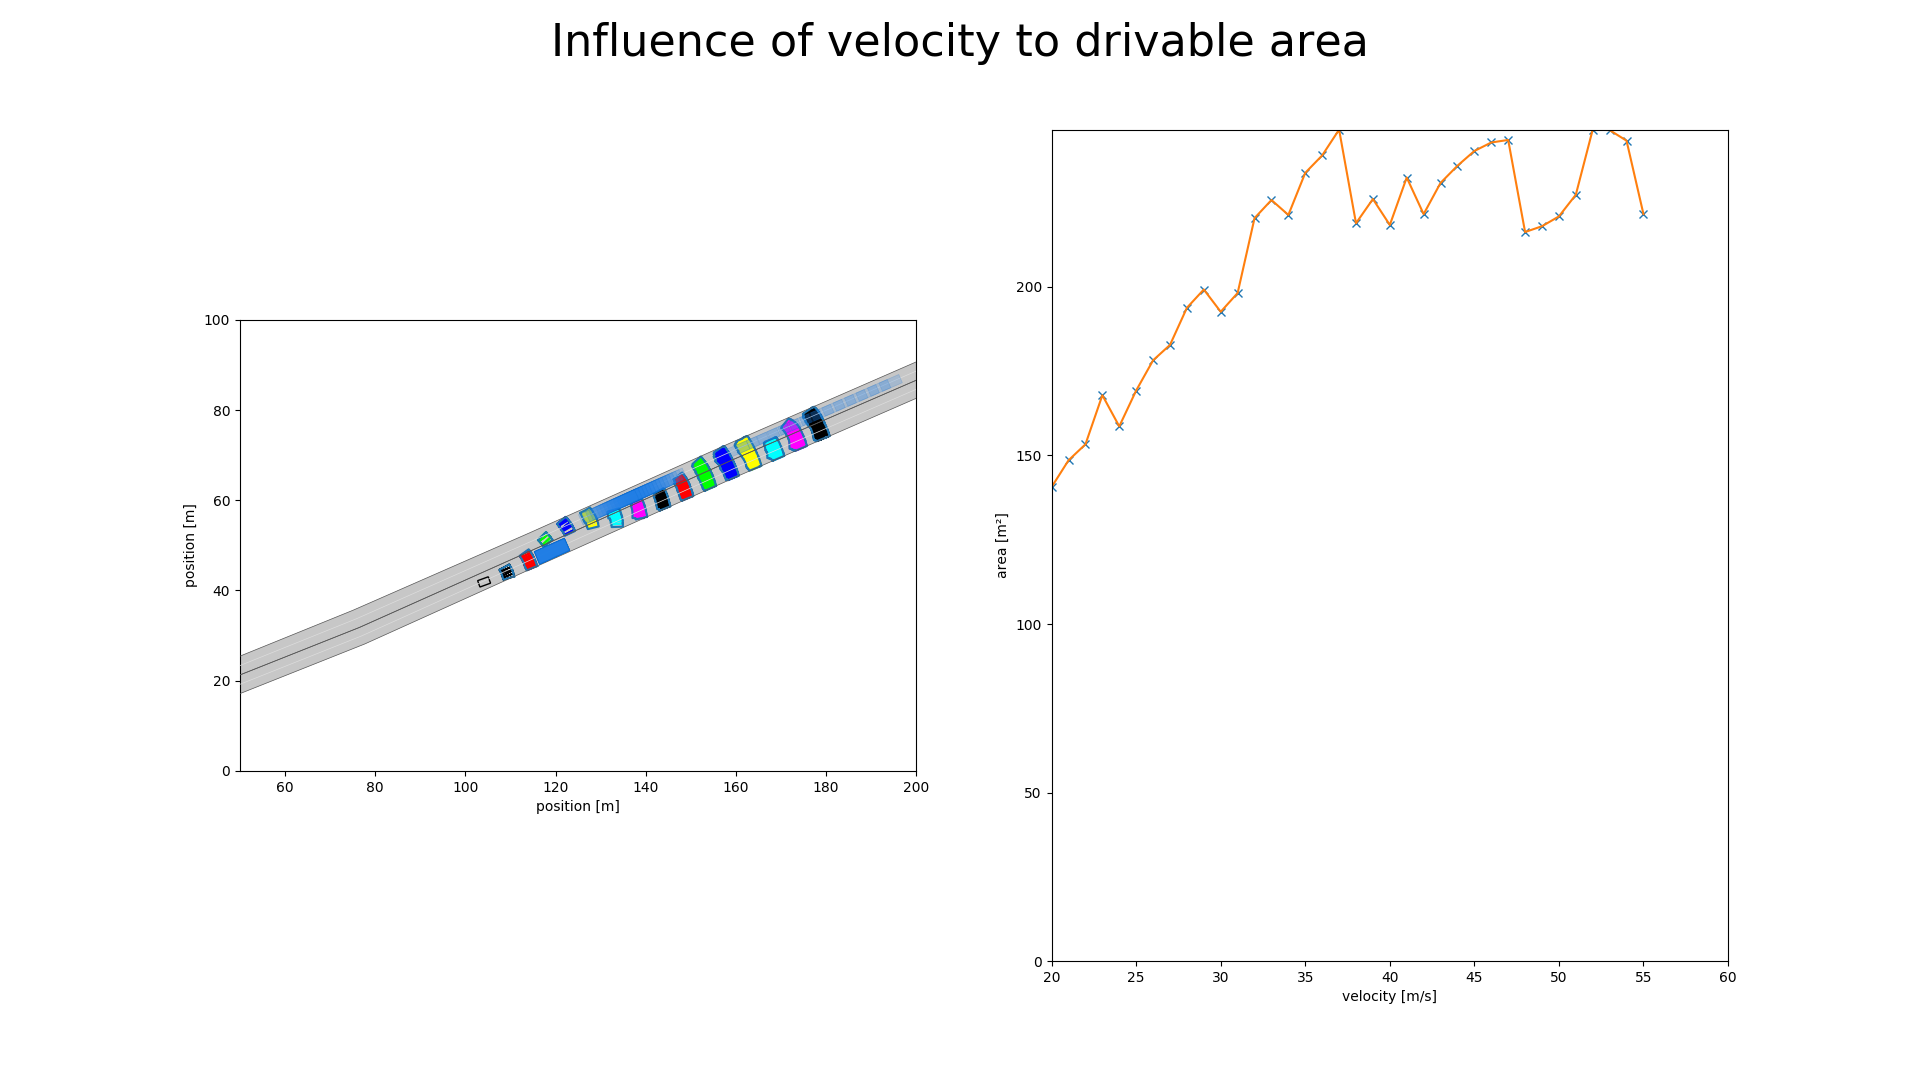 Influence of velocity to drivable area
100
80
60
40
20
0
position [m]
60 80 100 120 140 160 180 200
position [m]
200
150
100
50
0
area [m²]
20 25 30 35 40 45 50 55 60
velocity [m/s]